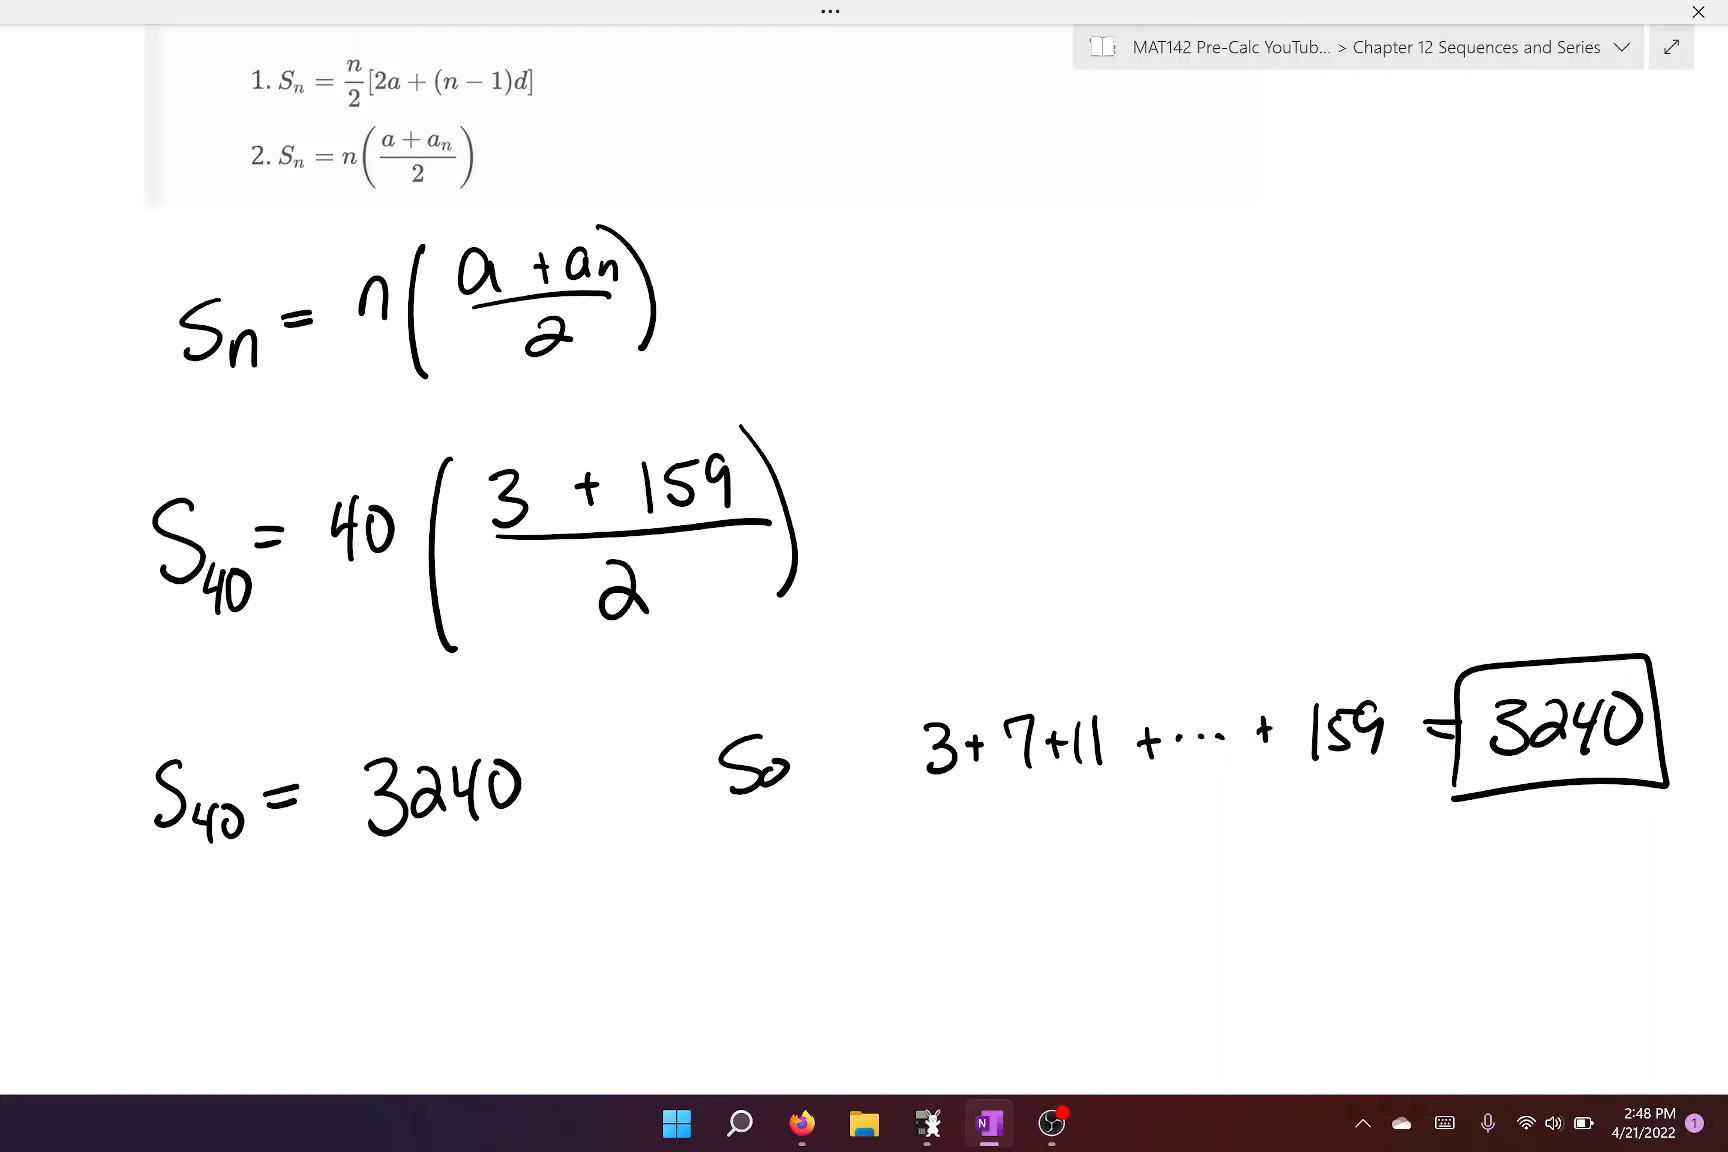 ...
MAT142 Pre-Calc YouTub... > Chapter 12 Sequences and Series
1. Sₙ = n/2 [2a + (n − 1)d]
2. Sₙ = n((a + aₙ)/2)
Sₙ = n((a + aₙ)/2)
S₄₀ = 40((3 + 159)/2)
S₄₀ = 3240 So 3 + 7 + 11 + ... + 159 = 3240
2:48 PM
4/21/2022
1